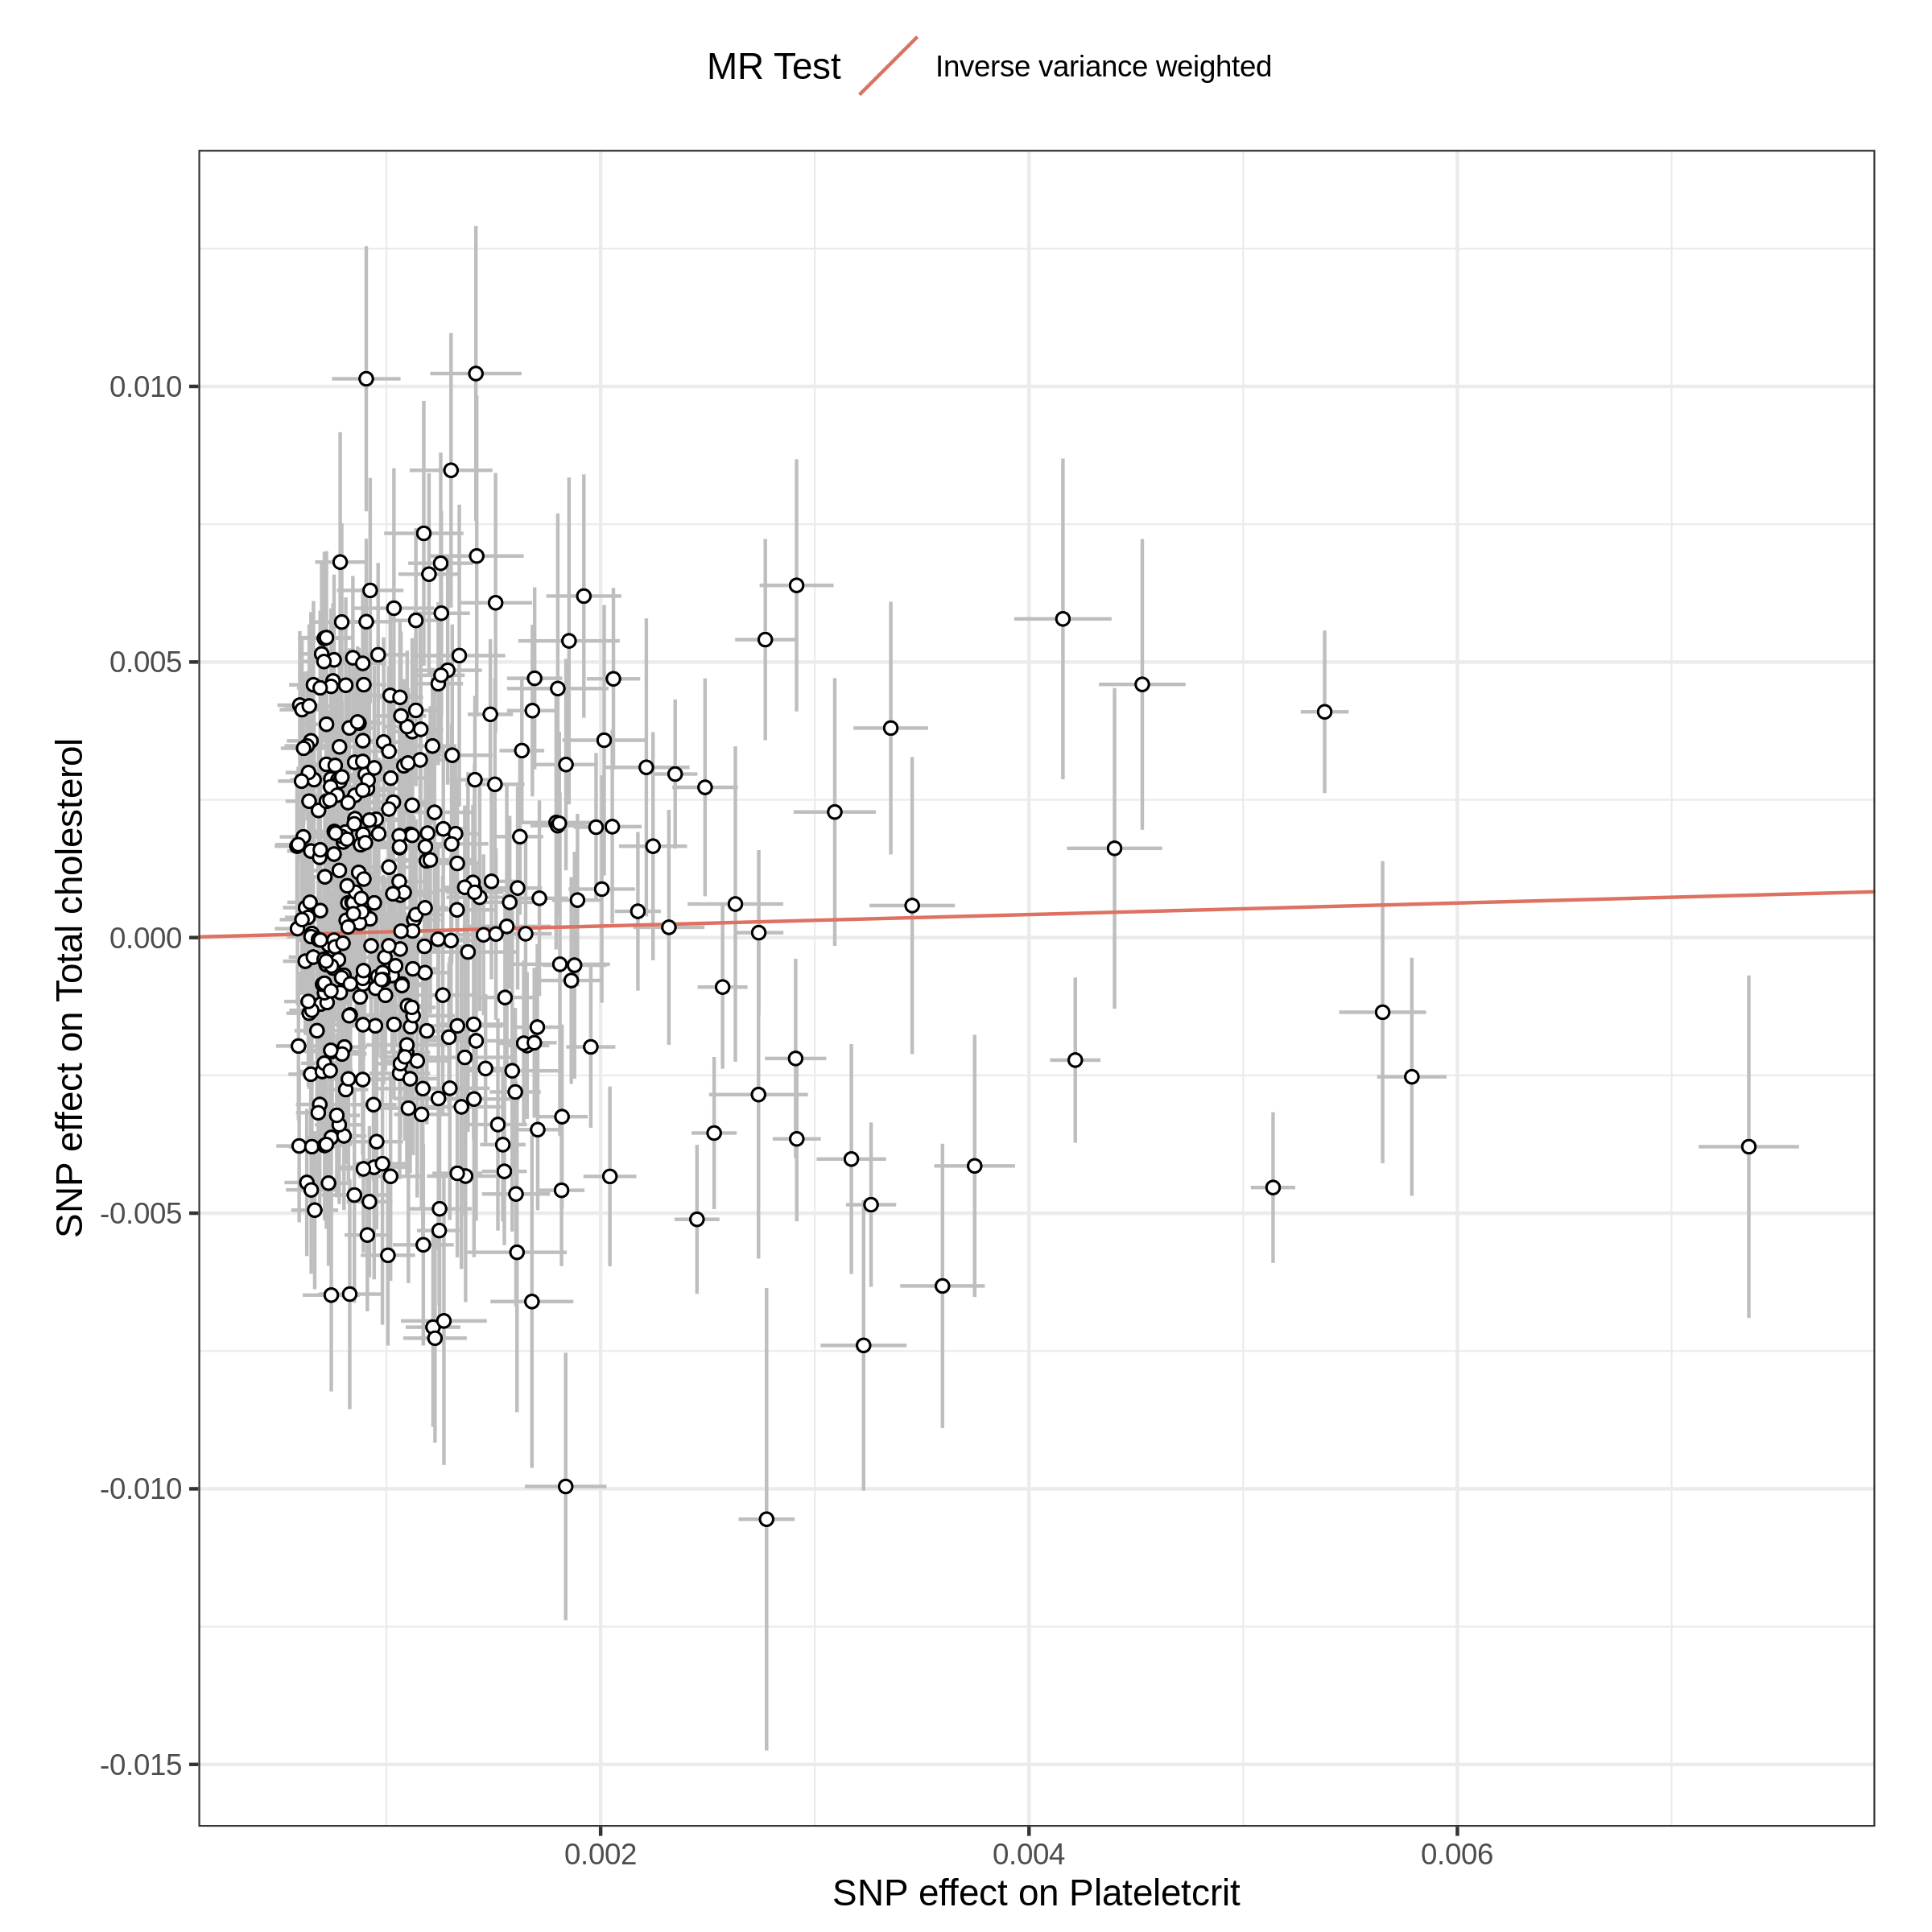 MR Test Inverse variance weighted
SNP effect on Total cholesterol
0.010
0.005
0.000
-0.005
-0.010
-0.015
0.002 0.004 0.006
SNP effect on Plateletcrit